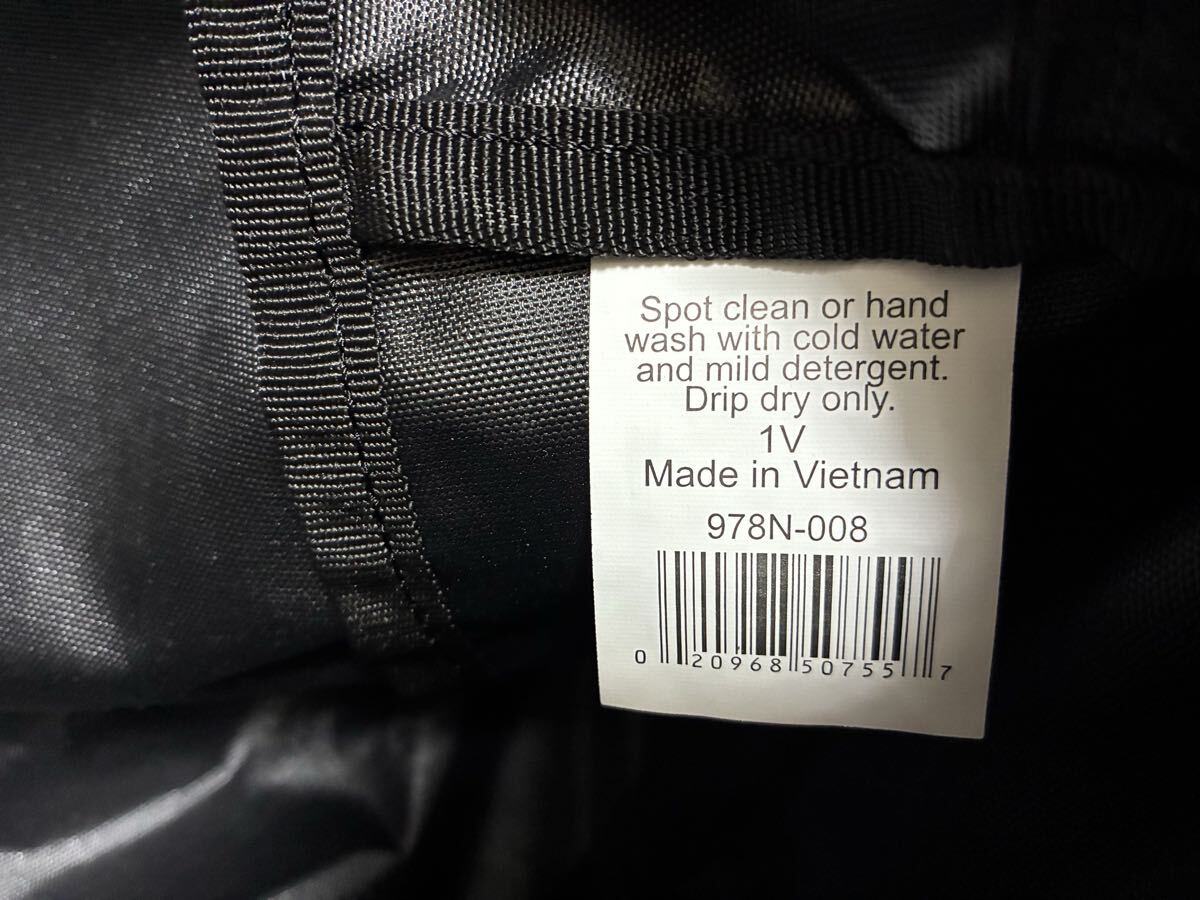 Spot clean or hand
wash with cold water
and mild detergent.
Drip dry only.
1V
Made in Vietnam
978N-008
0 20968 50755 7